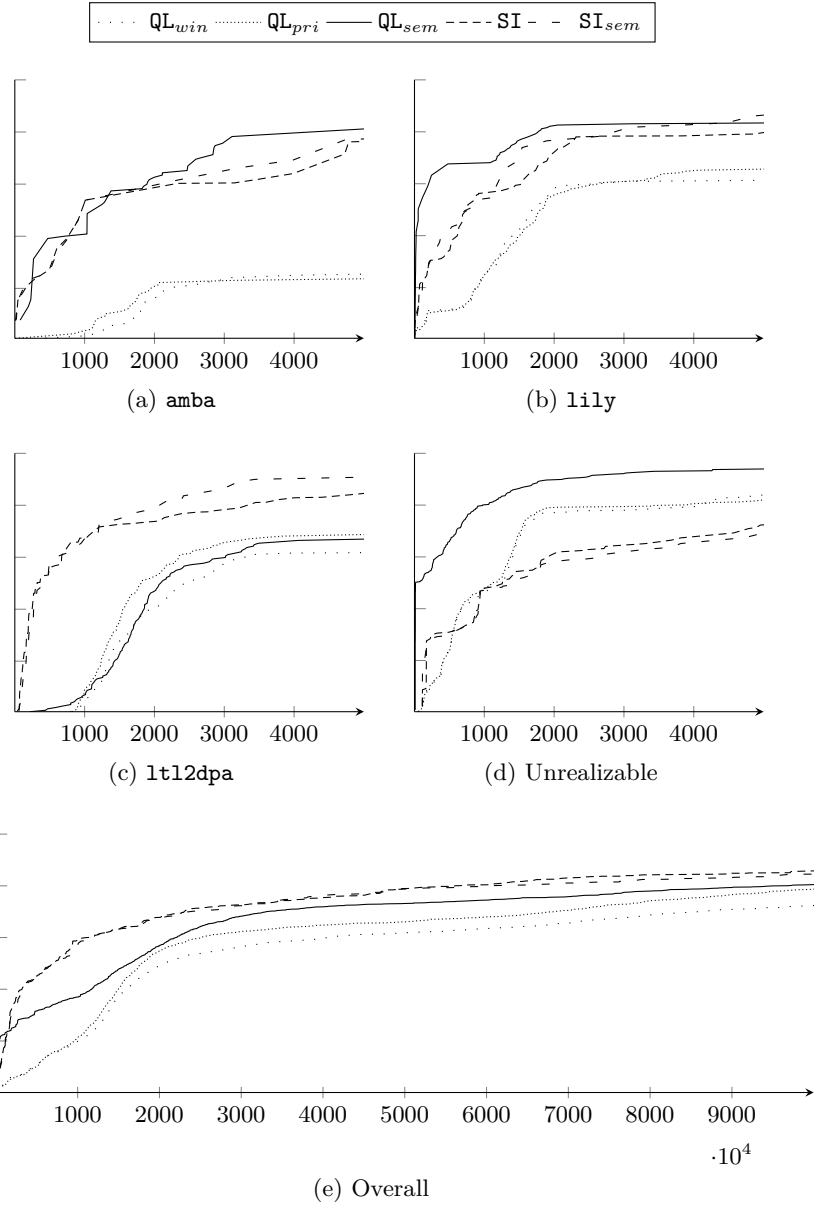 QL_win QL_pri QL_sem SI SI_sem
1000 2000 3000 4000
(a) amba
1000 2000 3000 4000
(b) lily
1000 2000 3000 4000
(c) ltl2dpa
1000 2000 3000 4000
(d) Unrealizable
1000 2000 3000 4000 5000 6000 7000 8000 9000
·10^4
(e) Overall